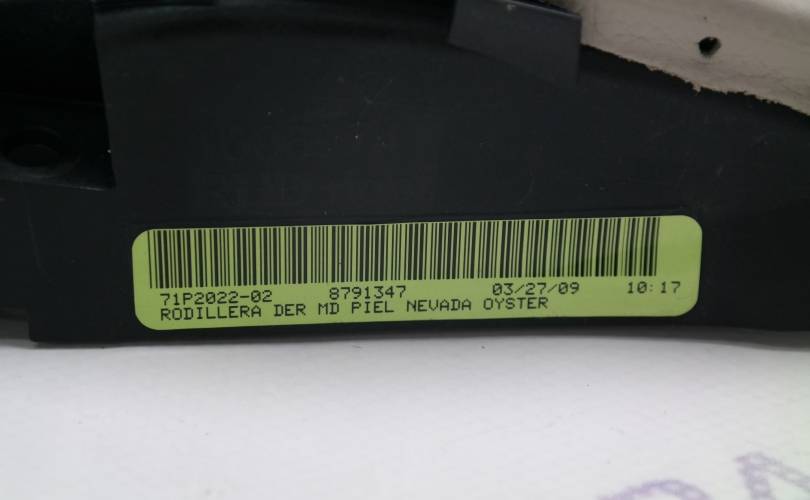 71P2022-02 8791347 03/27/09 10:17
RODILLERA DER MD PIEL NEVADA OYSTER